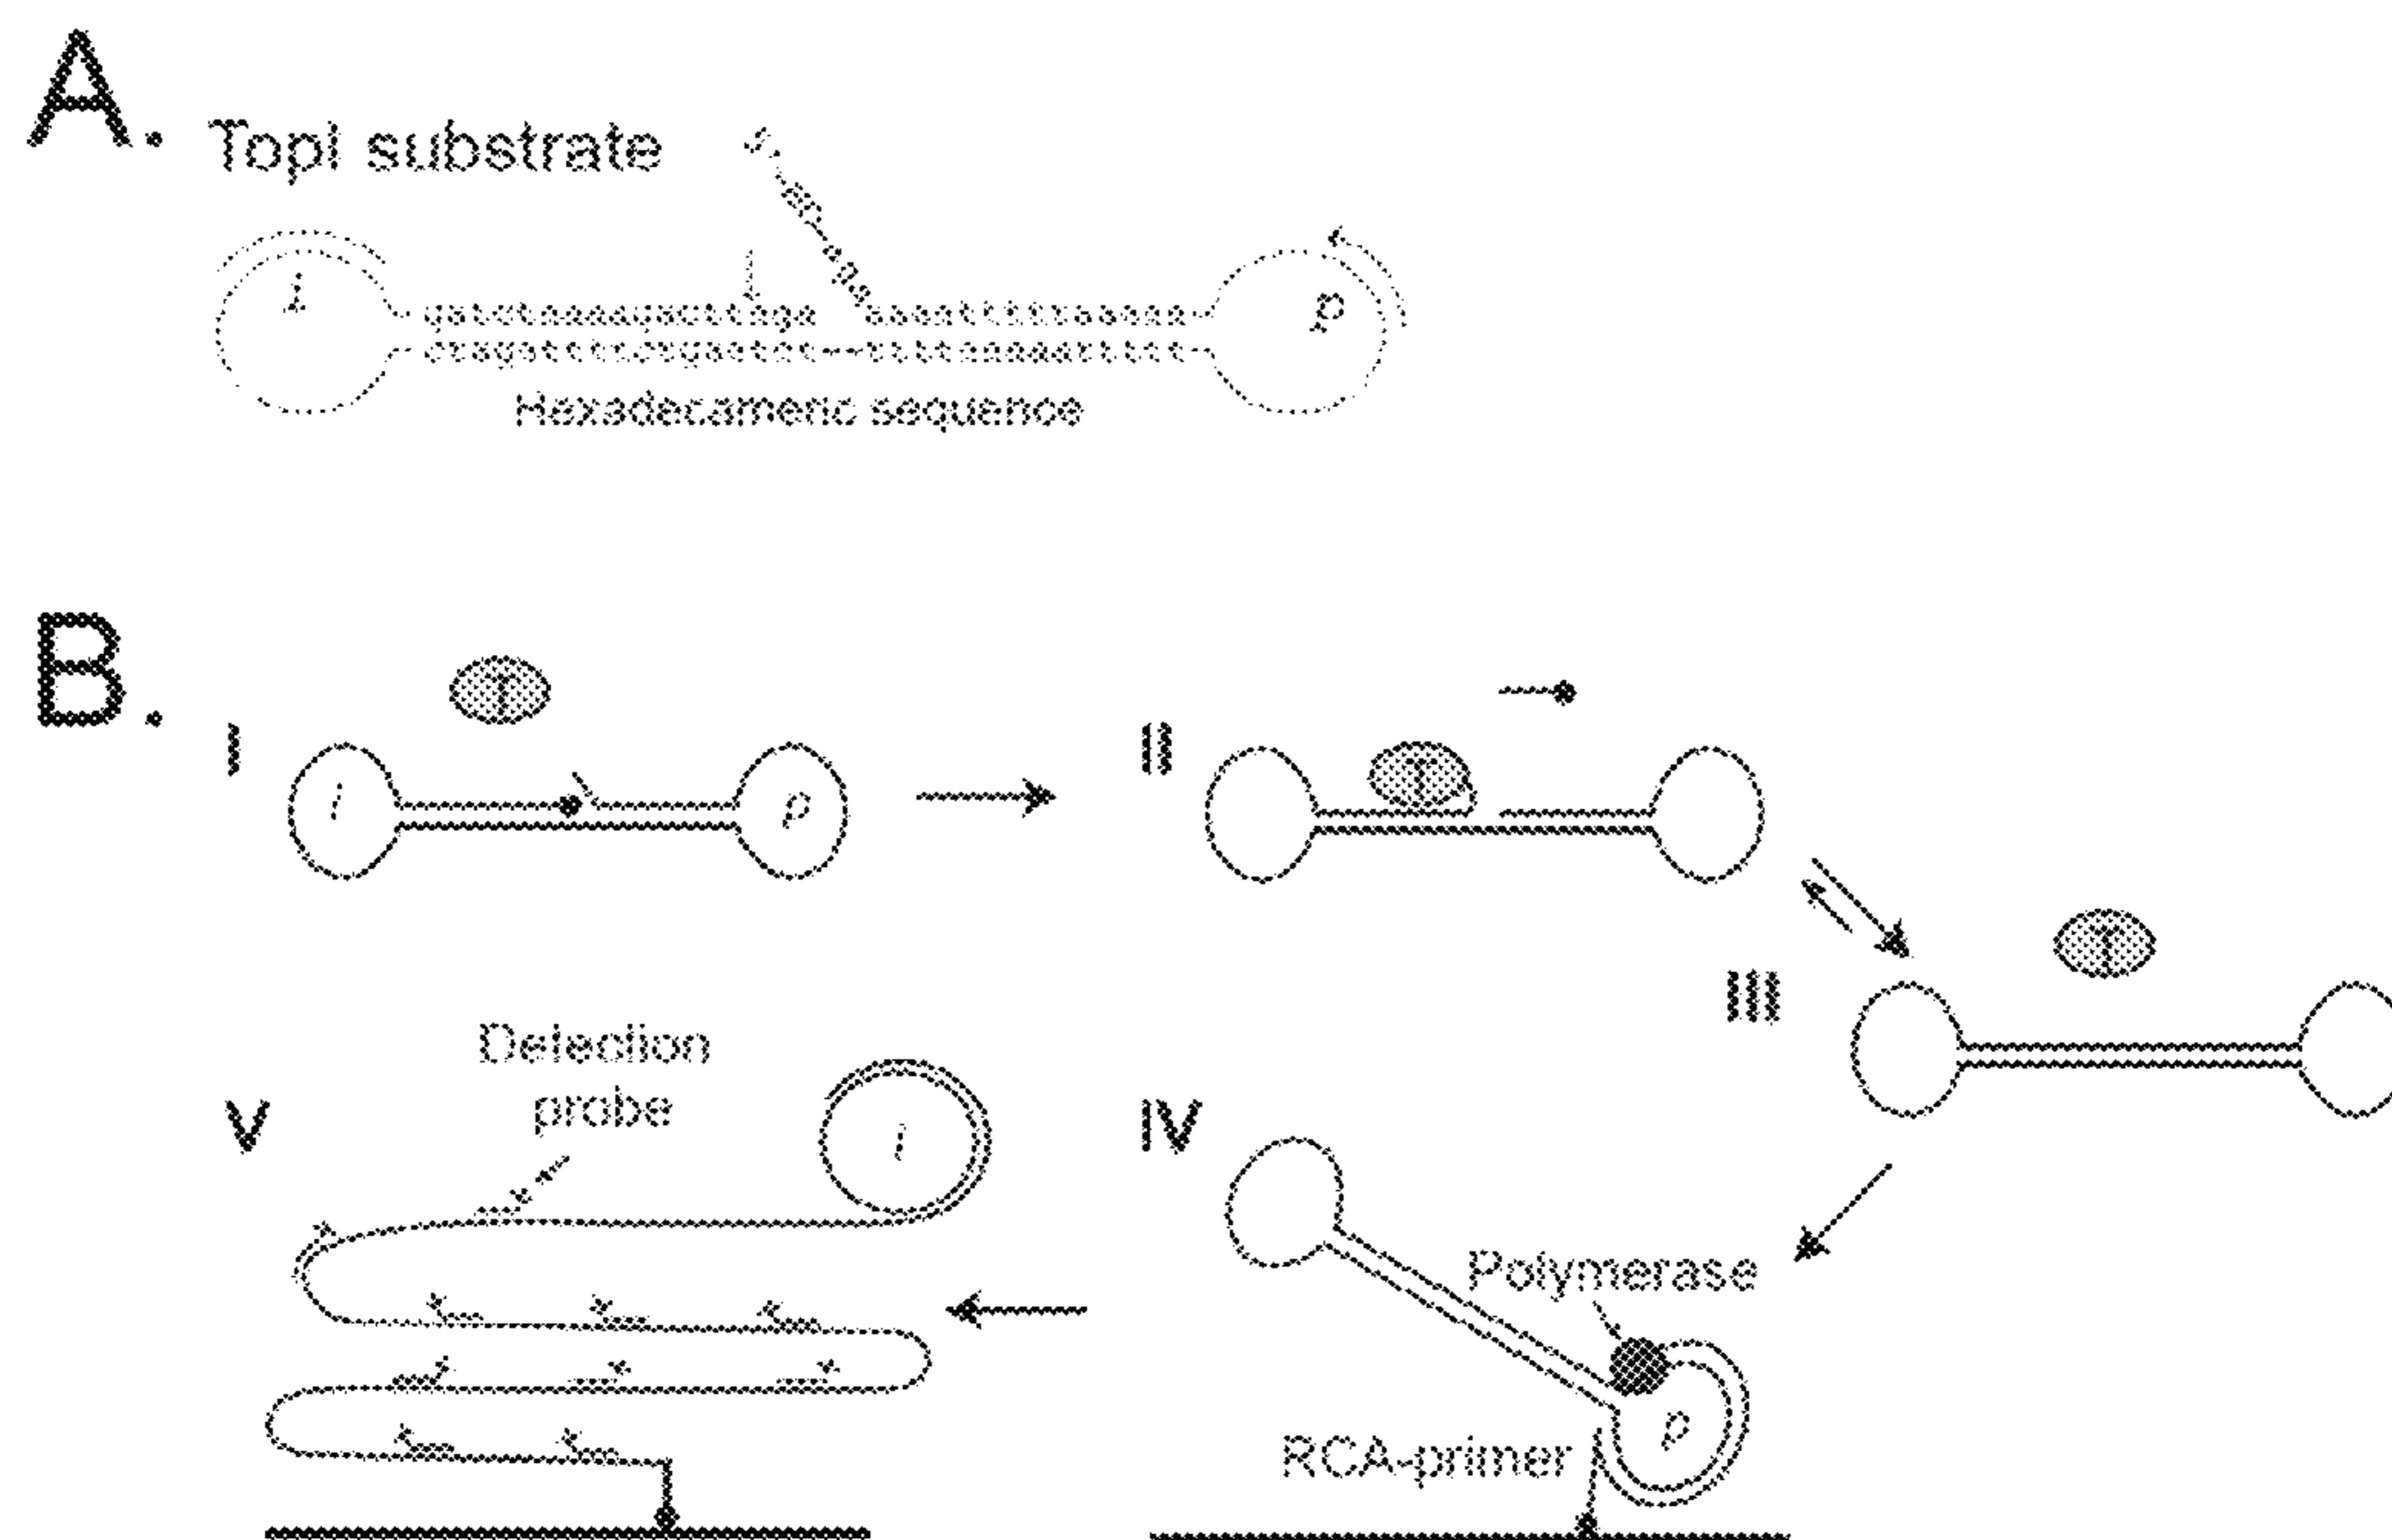 A.
TopI substrate
i
p
Hexadecameric sequence
B.
T
I
i
p
II
T
III
T
Detection
probe
V
i
IV
Polymerase
p
RCA-primer